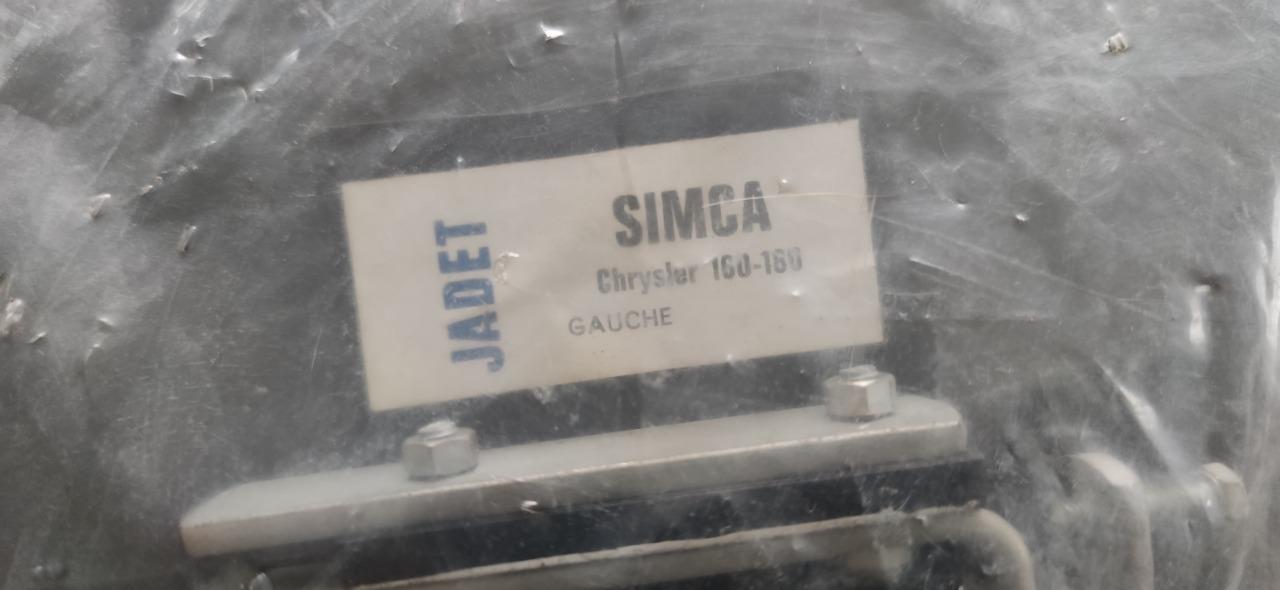 JADET
SIMCA
Chrysler 160-180
GAUCHE